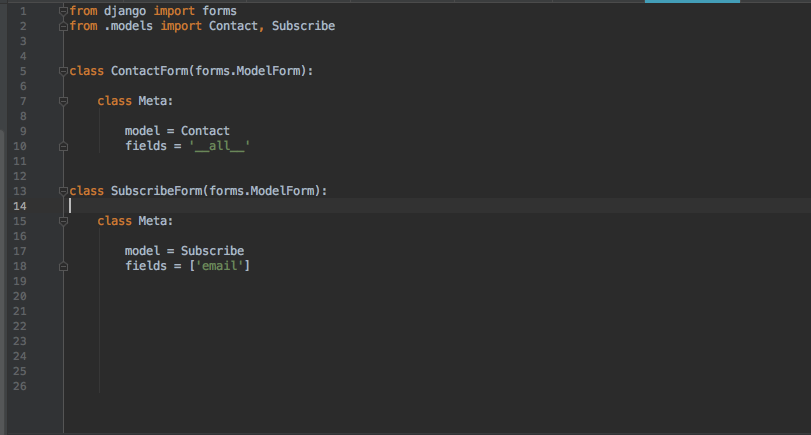 1 from django import forms
2 from .models import Contact, Subscribe
3
4
5 class ContactForm(forms.ModelForm):
6
7     class Meta:
8
9         model = Contact
10         fields = '__all__'
11
12
13 class SubscribeForm(forms.ModelForm):
14
15     class Meta:
16
17         model = Subscribe
18         fields = ['email']
19
20
21
22
23
24
25
26